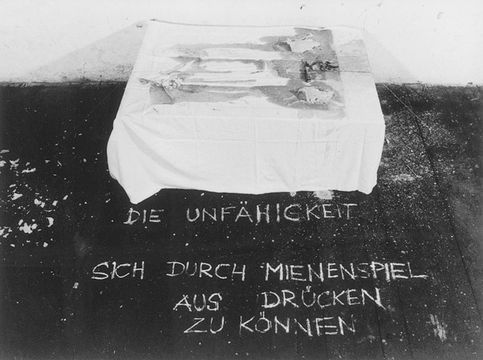 DIE UNFÄHICKEIT
SICH DURCH MIENENSPIEL
AUS DRÜCKEN
ZU KÖNNEN